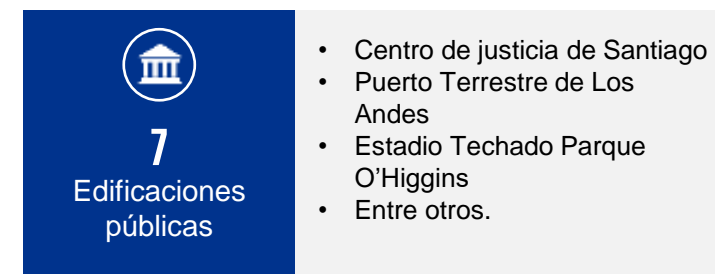 7
Edificaciones
públicas
• Centro de justicia de Santiago
• Puerto Terrestre de Los
Andes
• Estadio Techado Parque
O’Higgins
• Entre otros.